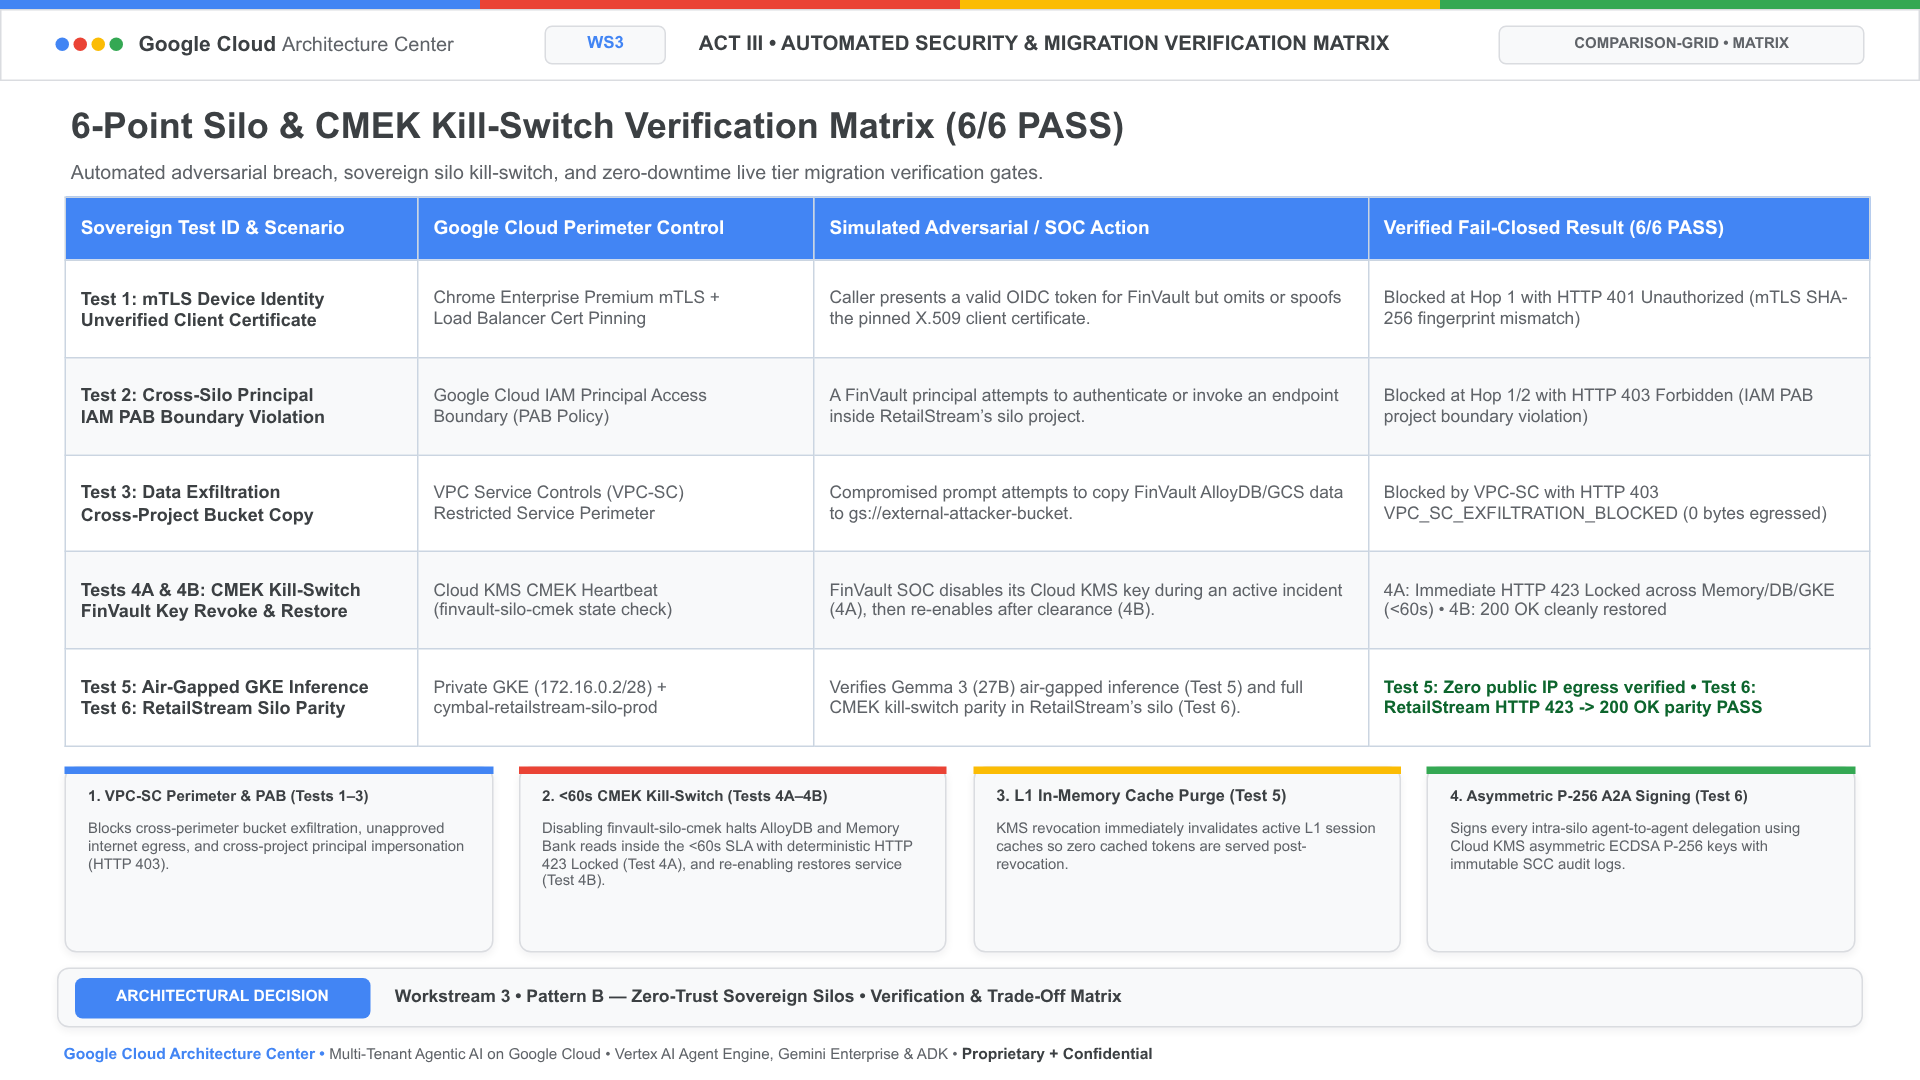 Google Cloud Architecture Center
WS3
ACT III • AUTOMATED SECURITY & MIGRATION VERIFICATION MATRIX
COMPARISON-GRID • MATRIX
6-Point Silo & CMEK Kill-Switch Verification Matrix (6/6 PASS)
Automated adversarial breach, sovereign silo kill-switch, and zero-downtime live tier migration verification gates.
Sovereign Test ID & Scenario
Google Cloud Perimeter Control
Simulated Adversarial / SOC Action
Verified Fail-Closed Result (6/6 PASS)
Test 1: mTLS Device Identity
Unverified Client Certificate
Chrome Enterprise Premium mTLS +
Load Balancer Cert Pinning
Caller presents a valid OIDC token for FinVault but omits or spoofs
the pinned X.509 client certificate.
Blocked at Hop 1 with HTTP 401 Unauthorized (mTLS SHA-
256 fingerprint mismatch)
Test 2: Cross-Silo Principal
IAM PAB Boundary Violation
Google Cloud IAM Principal Access
Boundary (PAB Policy)
A FinVault principal attempts to authenticate or invoke an endpoint
inside RetailStream’s silo project.
Blocked at Hop 1/2 with HTTP 403 Forbidden (IAM PAB
project boundary violation)
Test 3: Data Exfiltration
Cross-Project Bucket Copy
VPC Service Controls (VPC-SC)
Restricted Service Perimeter
Compromised prompt attempts to copy FinVault AlloyDB/GCS data
to gs://external-attacker-bucket.
Blocked by VPC-SC with HTTP 403
VPC_SC_EXFILTRATION_BLOCKED (0 bytes egressed)
Tests 4A & 4B: CMEK Kill-Switch
FinVault Key Revoke & Restore
Cloud KMS CMEK Heartbeat
(finvault-silo-cmek state check)
FinVault SOC disables its Cloud KMS key during an active incident
(4A), then re-enables after clearance (4B).
4A: Immediate HTTP 423 Locked across Memory/DB/GKE
(<60s) • 4B: 200 OK cleanly restored
Test 5: Air-Gapped GKE Inference
Test 6: RetailStream Silo Parity
Private GKE (172.16.0.2/28) +
cymbal-retailstream-silo-prod
Verifies Gemma 3 (27B) air-gapped inference (Test 5) and full
CMEK kill-switch parity in RetailStream’s silo (Test 6).
Test 5: Zero public IP egress verified • Test 6:
RetailStream HTTP 423 -> 200 OK parity PASS
1. VPC-SC Perimeter & PAB (Tests 1–3)
Blocks cross-perimeter bucket exfiltration, unapproved
internet egress, and cross-project principal impersonation
(HTTP 403).
2. <60s CMEK Kill-Switch (Tests 4A–4B)
Disabling finvault-silo-cmek halts AlloyDB and Memory
Bank reads inside the <60s SLA with deterministic HTTP
423 Locked (Test 4A), and re-enabling restores service
(Test 4B).
3. L1 In-Memory Cache Purge (Test 5)
KMS revocation immediately invalidates active L1 session
caches so zero cached tokens are served post-
revocation.
4. Asymmetric P-256 A2A Signing (Test 6)
Signs every intra-silo agent-to-agent delegation using
Cloud KMS asymmetric ECDSA P-256 keys with
immutable SCC audit logs.
ARCHITECTURAL DECISION
Workstream 3 • Pattern B — Zero-Trust Sovereign Silos • Verification & Trade-Off Matrix
Google Cloud Architecture Center • Multi-Tenant Agentic AI on Google Cloud • Vertex AI Agent Engine, Gemini Enterprise & ADK • Proprietary + Confidential